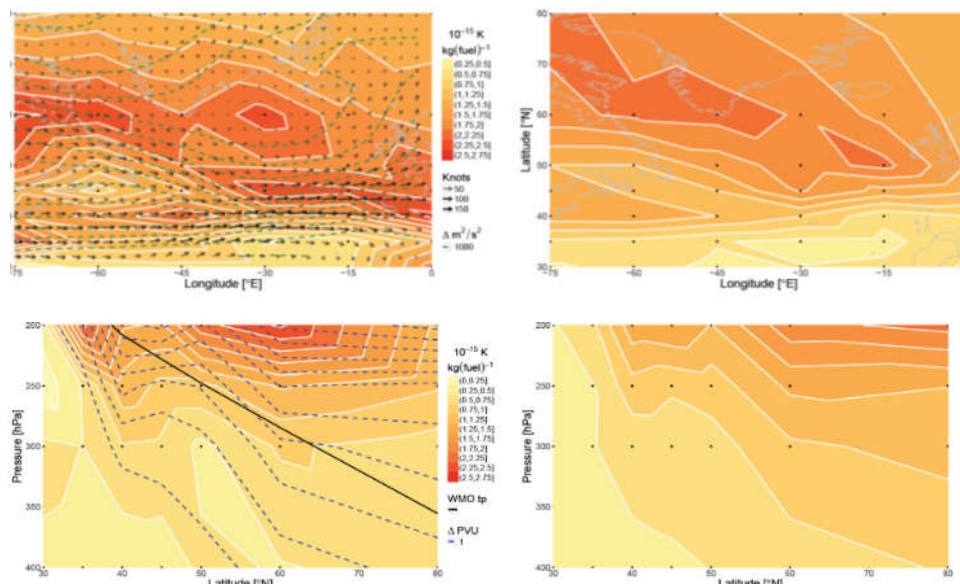 10⁻¹⁵ K
kg(fuel)⁻¹
(0.25,0.5]
(0.5,0.75]
(0.75,1]
(1,1.25]
(1.25,1.5]
(1.5,1.75]
(1.75,2]
(2,2.25]
(2.25,2.5]
(2.5,2.75]
Knots
50
100
150
Δ m²/s²
1000
-75 -60 -45 -30 -15 0
Longitude [°E]
80
70
60
50
40
30
Latitude [°N]
-75 -60 -45 -30 -15
Longitude [°E]
200
250
300
350
400
Pressure [hPa]
30 40 50 60 70 80
Latitude [°N]
10⁻¹⁵ K
kg(fuel)⁻¹
(0,0.25]
(0.25,0.5]
(0.5,0.75]
(0.75,1]
(1,1.25]
(1.25,1.5]
(1.5,1.75]
(1.75,2]
(2,2.25]
(2.25,2.5]
(2.5,2.75]
WMO tp
Δ PVU
1
200
250
300
350
400
Pressure [hPa]
30 40 50 60 70 80
Latitude [°N]